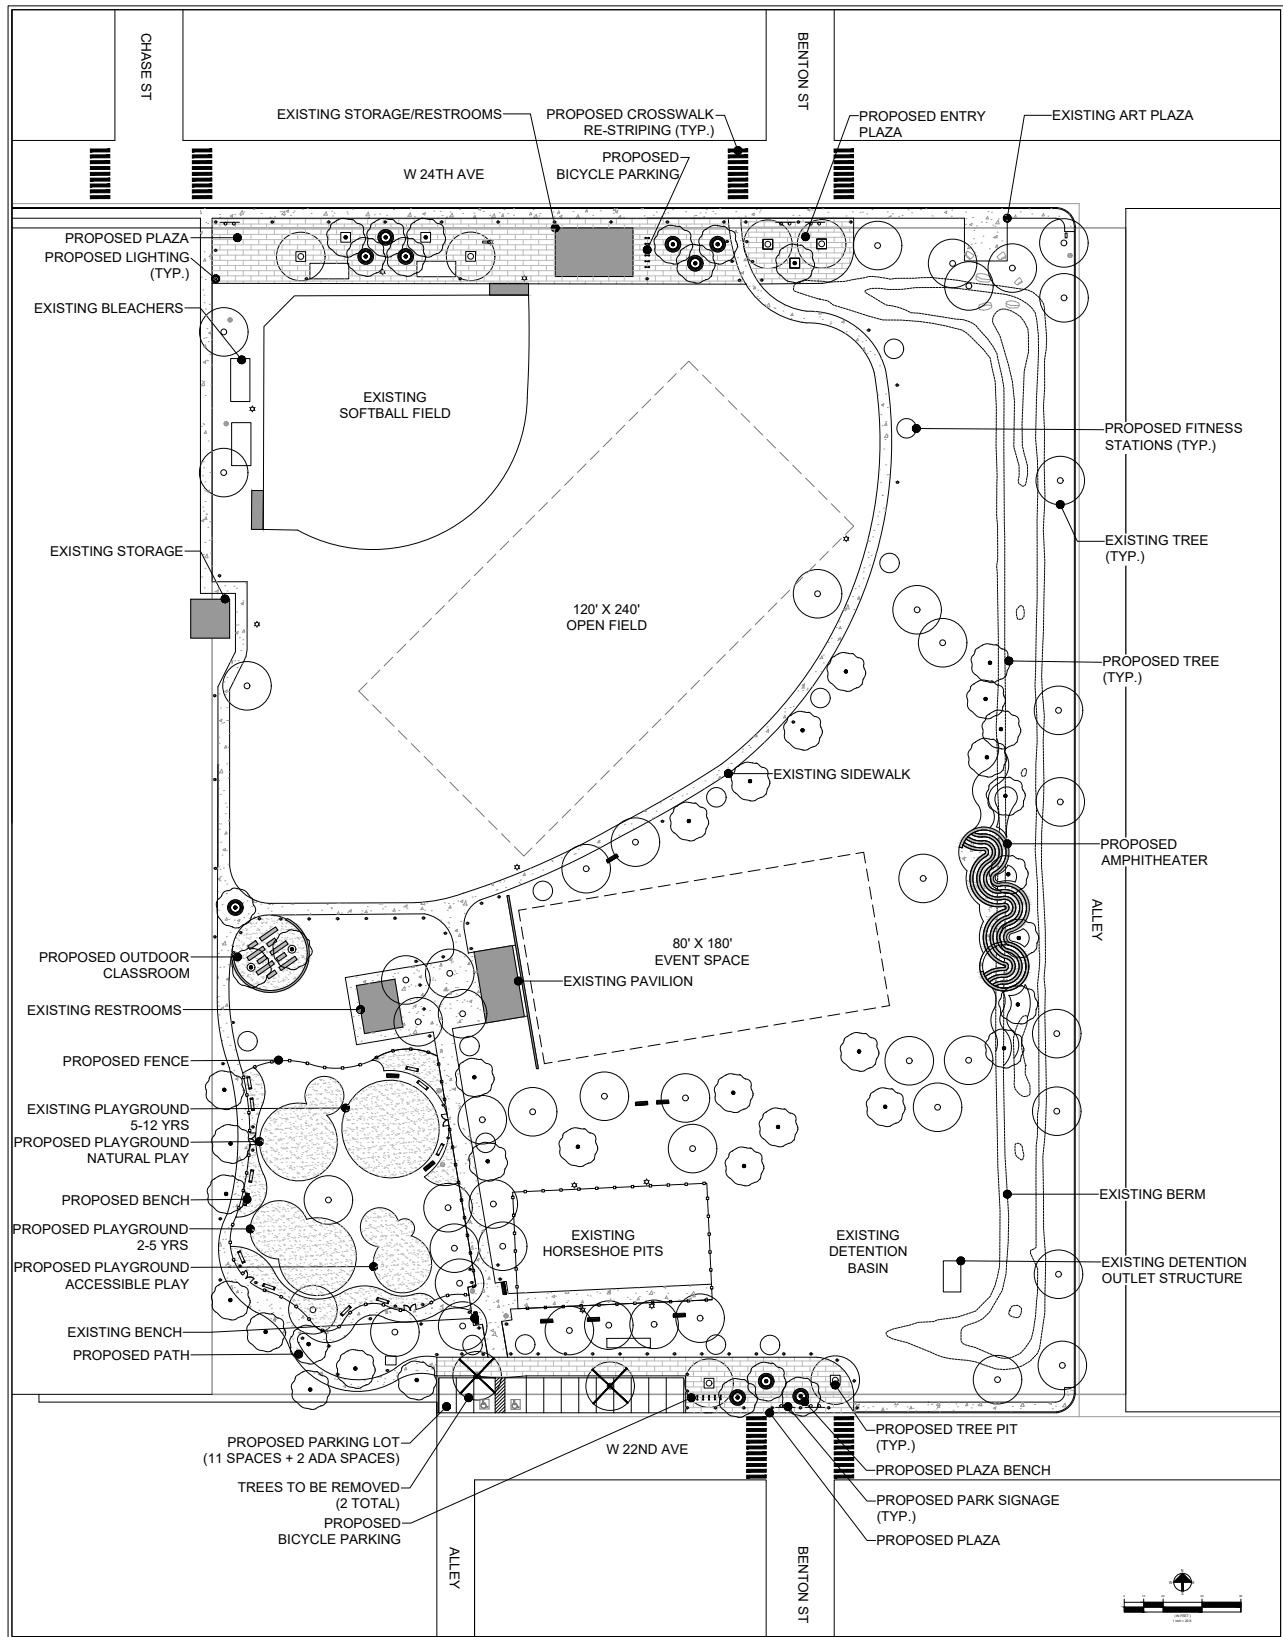 CHASE ST
BENTON ST
EXISTING STORAGE/RESTROOMS
PROPOSED CROSSWALK
RE-STRIPING (TYP.)
PROPOSED ENTRY
PLAZA
EXISTING ART PLAZA
W 24TH AVE
PROPOSED
BICYCLE PARKING
PROPOSED PLAZA
PROPOSED LIGHTING
(TYP.)
EXISTING BLEACHERS
EXISTING
SOFTBALL FIELD
PROPOSED FITNESS
STATIONS (TYP.)
EXISTING STORAGE
EXISTING TREE
(TYP.)
120' X 240'
OPEN FIELD
PROPOSED TREE
(TYP.)
EXISTING SIDEWALK
PROPOSED
AMPHITHEATER
ALLEY
PROPOSED OUTDOOR
CLASSROOM
80' X 180'
EVENT SPACE
EXISTING PAVILION
EXISTING RESTROOMS
PROPOSED FENCE
EXISTING PLAYGROUND
5-12 YRS
PROPOSED PLAYGROUND
NATURAL PLAY
PROPOSED BENCH
EXISTING BERM
PROPOSED PLAYGROUND
2-5 YRS
EXISTING
HORSESHOE PITS
EXISTING
DETENTION
BASIN
PROPOSED PLAYGROUND
ACCESSIBLE PLAY
EXISTING DETENTION
OUTLET STRUCTURE
EXISTING BENCH
PROPOSED PATH
PROPOSED PARKING LOT
(11 SPACES + 2 ADA SPACES)
W 22ND AVE
PROPOSED TREE PIT
(TYP.)
PROPOSED PLAZA BENCH
TREES TO BE REMOVED
(2 TOTAL)
PROPOSED PARK SIGNAGE
(TYP.)
PROPOSED
BICYCLE PARKING
PROPOSED PLAZA
ALLEY
BENTON ST